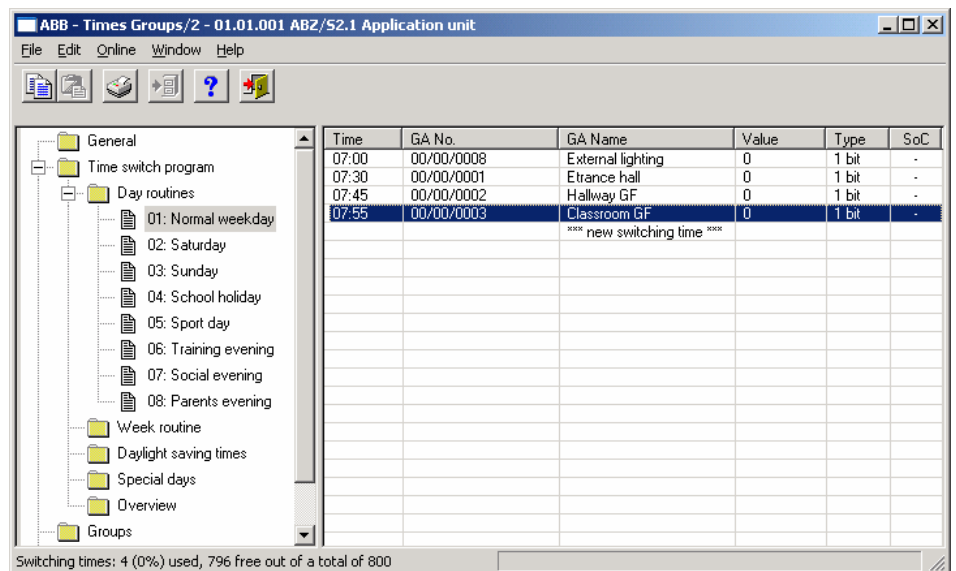 ABB - Times Groups/2 - 01.01.001 ABZ/S2.1 Application unit
File Edit Online Window Help
?
General
Time switch program
Day routines
01: Normal weekday
02: Saturday
03: Sunday
04: School holiday
05: Sport day
06: Training evening
07: Social evening
08: Parents evening
Week routine
Daylight saving times
Special days
Overview
Groups
Time GA No. GA Name Value Type SoC
07:00 00/00/0008 External lighting 0 1 bit -
07:30 00/00/0001 Etrance hall 0 1 bit -
07:45 00/00/0002 Hallway GF 0 1 bit -
07:55 00/00/0003 Classroom GF 0 1 bit -
*** new switching time ***
Switching times: 4 (0%) used, 796 free out of a total of 800